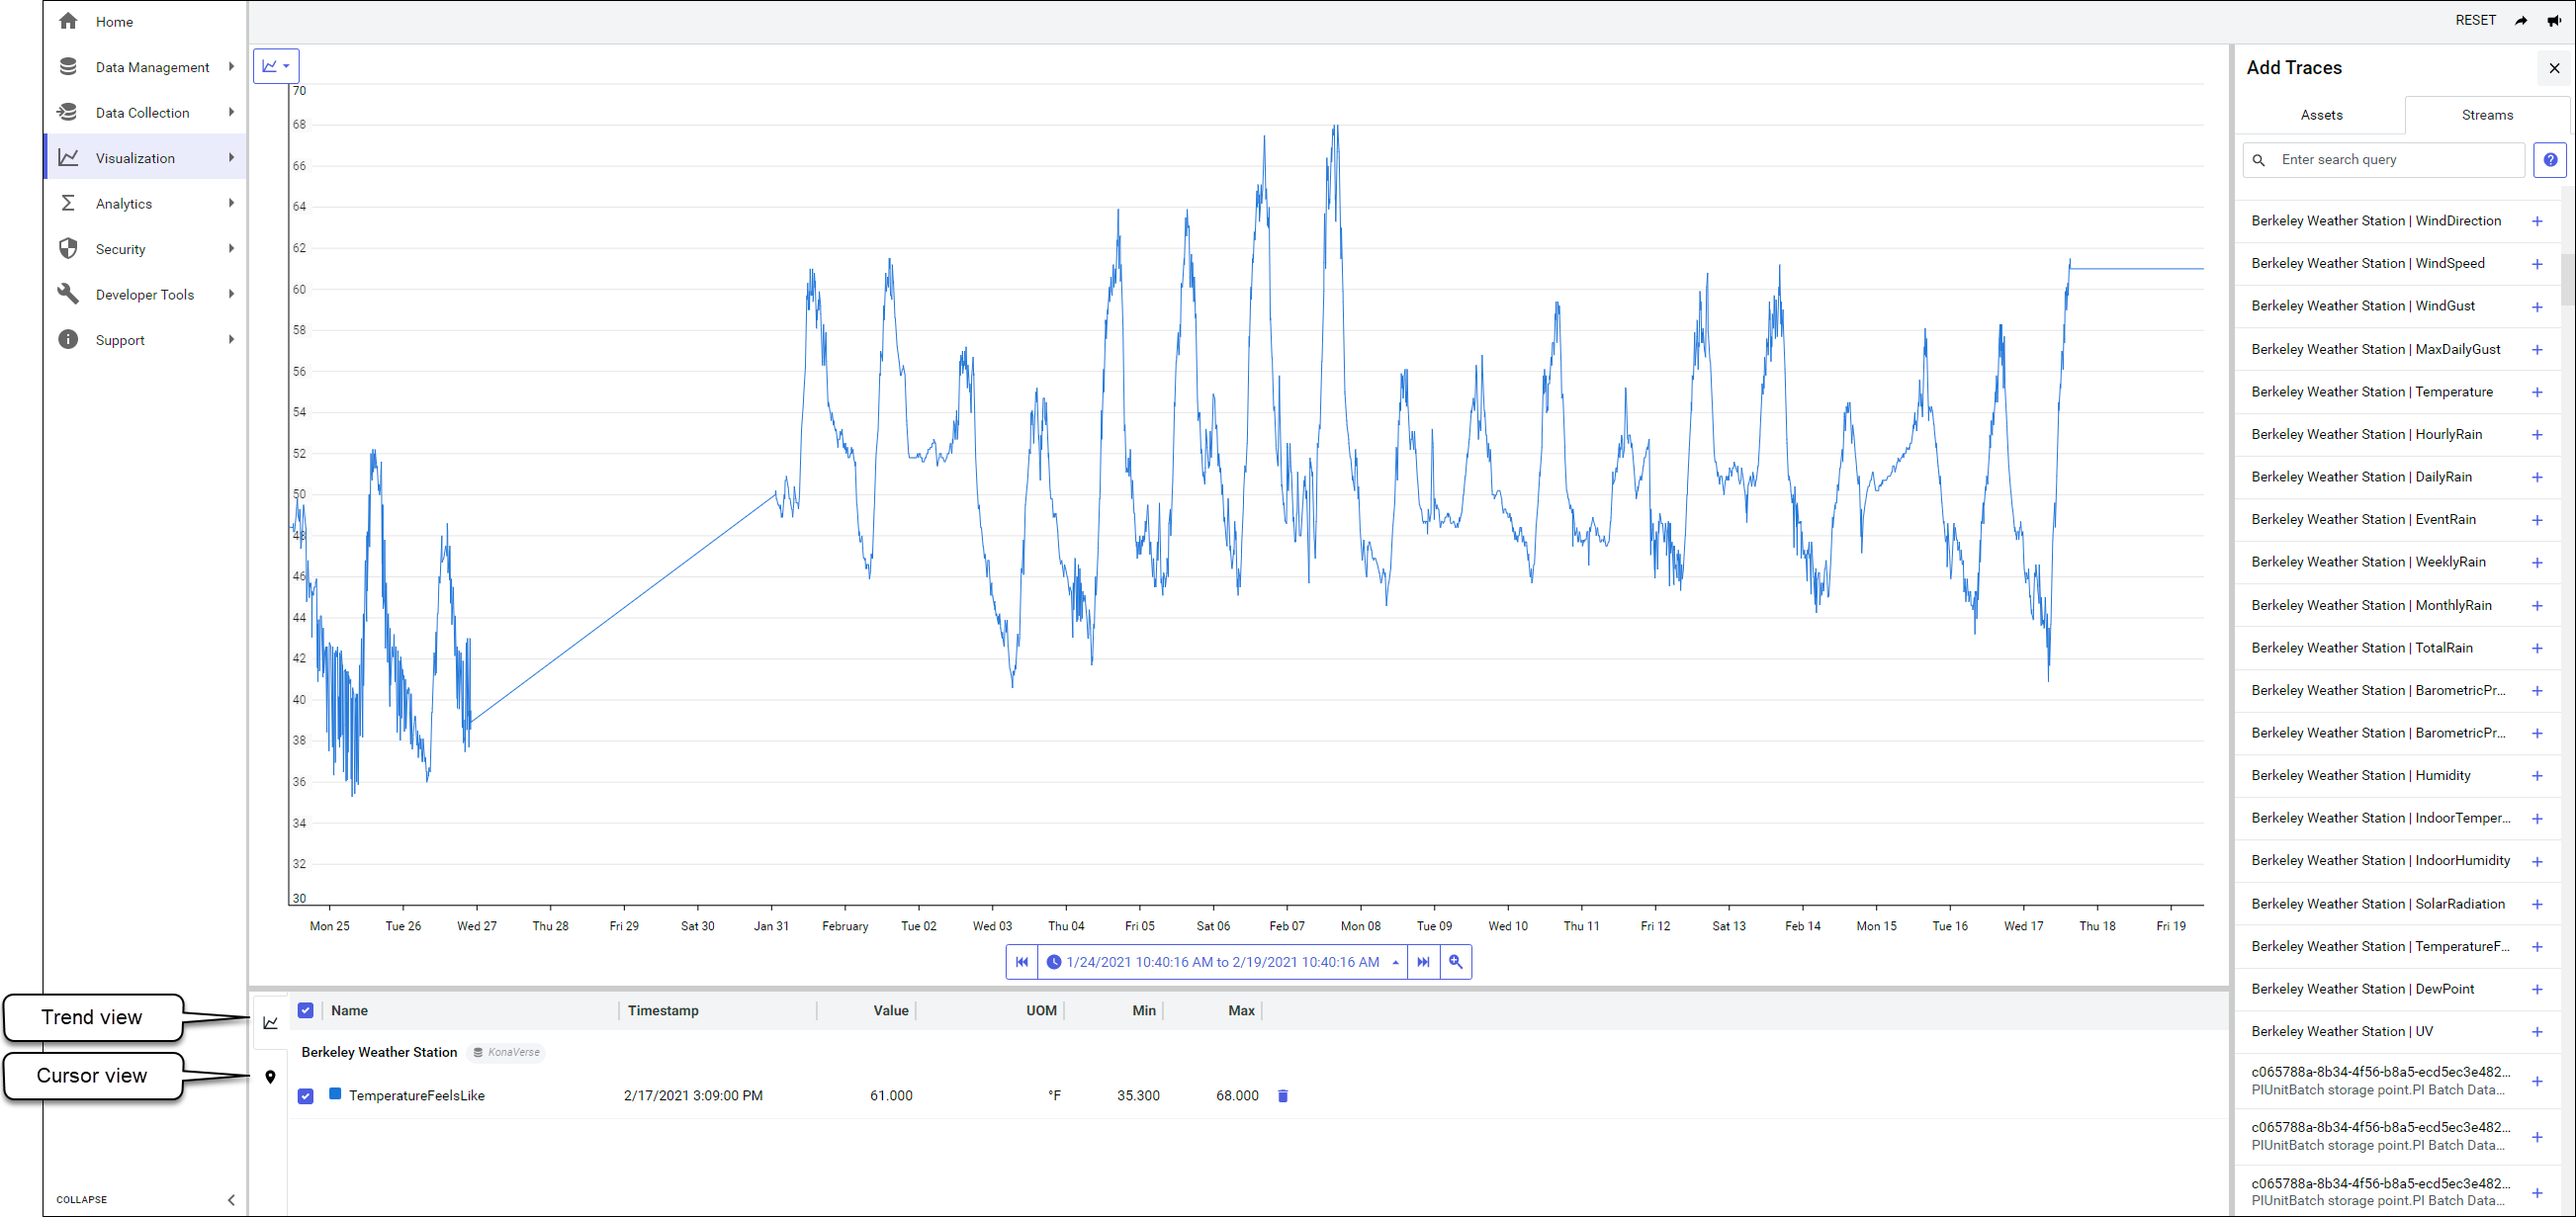 Home
Data Management
Data Collection
Visualization
Analytics
Security
Developer Tools
Support
COLLAPSE
RESET
70
68
66
64
62
60
58
56
54
52
50
48
46
44
42
40
38
36
34
32
30
Mon 25 Tue 26 Wed 27 Thu 28 Fri 29 Sat 30 Jan 31 February Tue 02 Wed 03 Thu 04 Fri 05 Sat 06 Feb 07 Mon 08 Tue 09 Wed 10 Thu 11 Fri 12 Sat 13 Feb 14 Mon 15 Tue 16 Wed 17 Thu 18 Fri 19
1/24/2021 10:40:16 AM to 2/19/2021 10:40:16 AM
Trend view
Cursor view
Name Timestamp Value UOM Min Max
Berkeley Weather Station KonaVerse
TemperatureFeelsLike 2/17/2021 3:09:00 PM 61.000 °F 35.300 68.000
Add Traces
Assets Streams
Enter search query
Berkeley Weather Station | WindDirection
Berkeley Weather Station | WindSpeed
Berkeley Weather Station | WindGust
Berkeley Weather Station | MaxDailyGust
Berkeley Weather Station | Temperature
Berkeley Weather Station | HourlyRain
Berkeley Weather Station | DailyRain
Berkeley Weather Station | EventRain
Berkeley Weather Station | WeeklyRain
Berkeley Weather Station | MonthlyRain
Berkeley Weather Station | TotalRain
Berkeley Weather Station | BarometricPr...
Berkeley Weather Station | BarometricPr...
Berkeley Weather Station | Humidity
Berkeley Weather Station | IndoorTemper...
Berkeley Weather Station | IndoorHumidity
Berkeley Weather Station | SolarRadiation
Berkeley Weather Station | TemperatureF...
Berkeley Weather Station | DewPoint
Berkeley Weather Station | UV
c065788a-8b34-4f56-b8a5-ecd5ec3e482...
PIUnitBatch storage point.PI Batch Data...
c065788a-8b34-4f56-b8a5-ecd5ec3e482...
PIUnitBatch storage point.PI Batch Data...
c065788a-8b34-4f56-b8a5-ecd5ec3e482...
PIUnitBatch storage point.PI Batch Data...